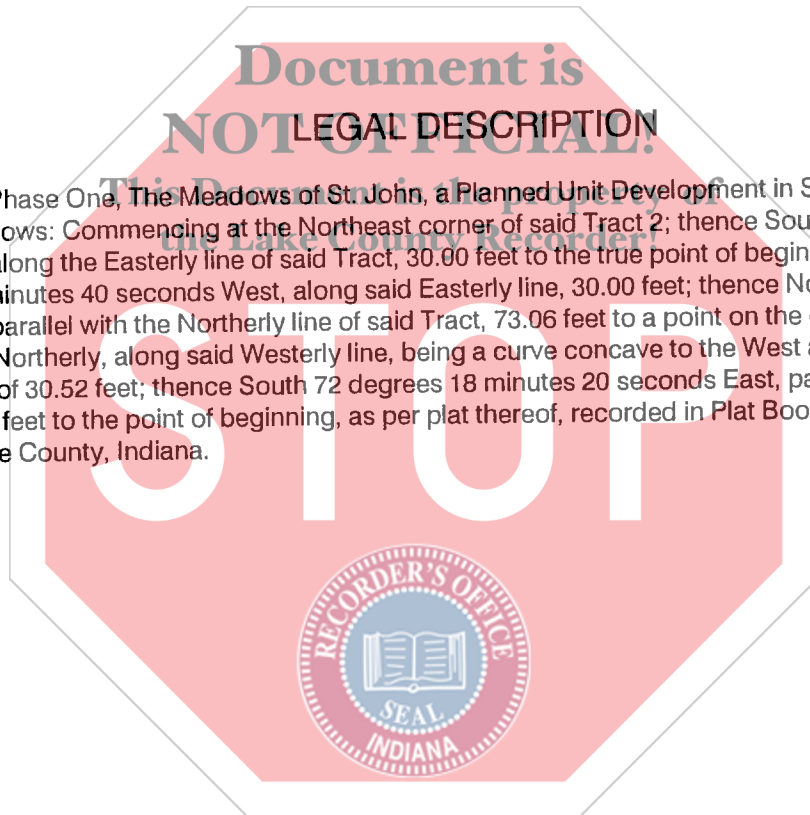 Document is
NOT OFFICIAL!
LEGAL DESCRIPTION
This Document is the property of
the Lake County Recorder!
Phase One, The Meadows of St. John, a Planned Unit Development in S
ows: Commencing at the Northeast corner of said Tract 2; thence Sou
along the Easterly line of said Tract, 30.00 feet to the true point of begin
inutes 40 seconds West, along said Easterly line, 30.00 feet; thence No
parallel with the Northerly line of said Tract, 73.06 feet to a point on the
Northerly, along said Westerly line, being a curve concave to the West
of 30.52 feet; thence South 72 degrees 18 minutes 20 seconds East, pa
feet to the point of beginning, as per plat thereof, recorded in Plat Boo
e County, Indiana.
STOP
RECORDER'S OFFICE
SEAL
INDIANA